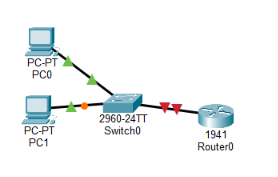 PC-PT
PC0
PC-PT
PC1
2960-24TT
Switch0
1941
Router0